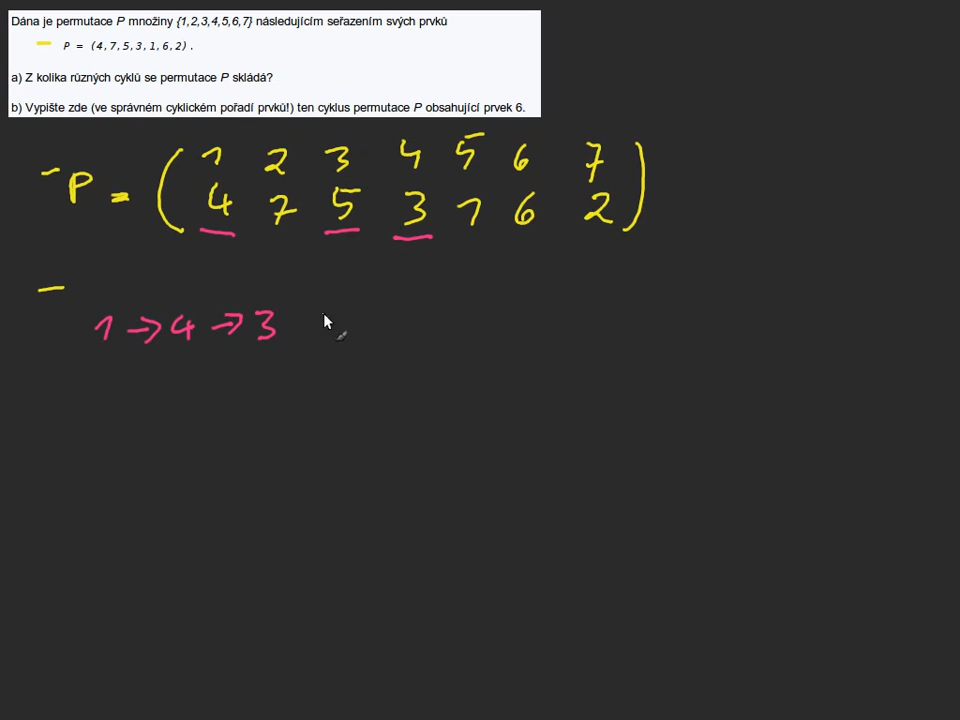 Dána je permutace P množiny {1,2,3,4,5,6,7} následujícím seřazením svých prvků
P = (4,7,5,3,1,6,2).
a) Z kolika různých cyklů se permutace P skládá?
b) Vypište zde (ve správném cyklickém pořadí prvků!) ten cyklus permutace P obsahující prvek 6.
- P = ( 1 2 3 4 5 6 7
4 7 5 3 1 6 2 )
-
1 → 4 → 3